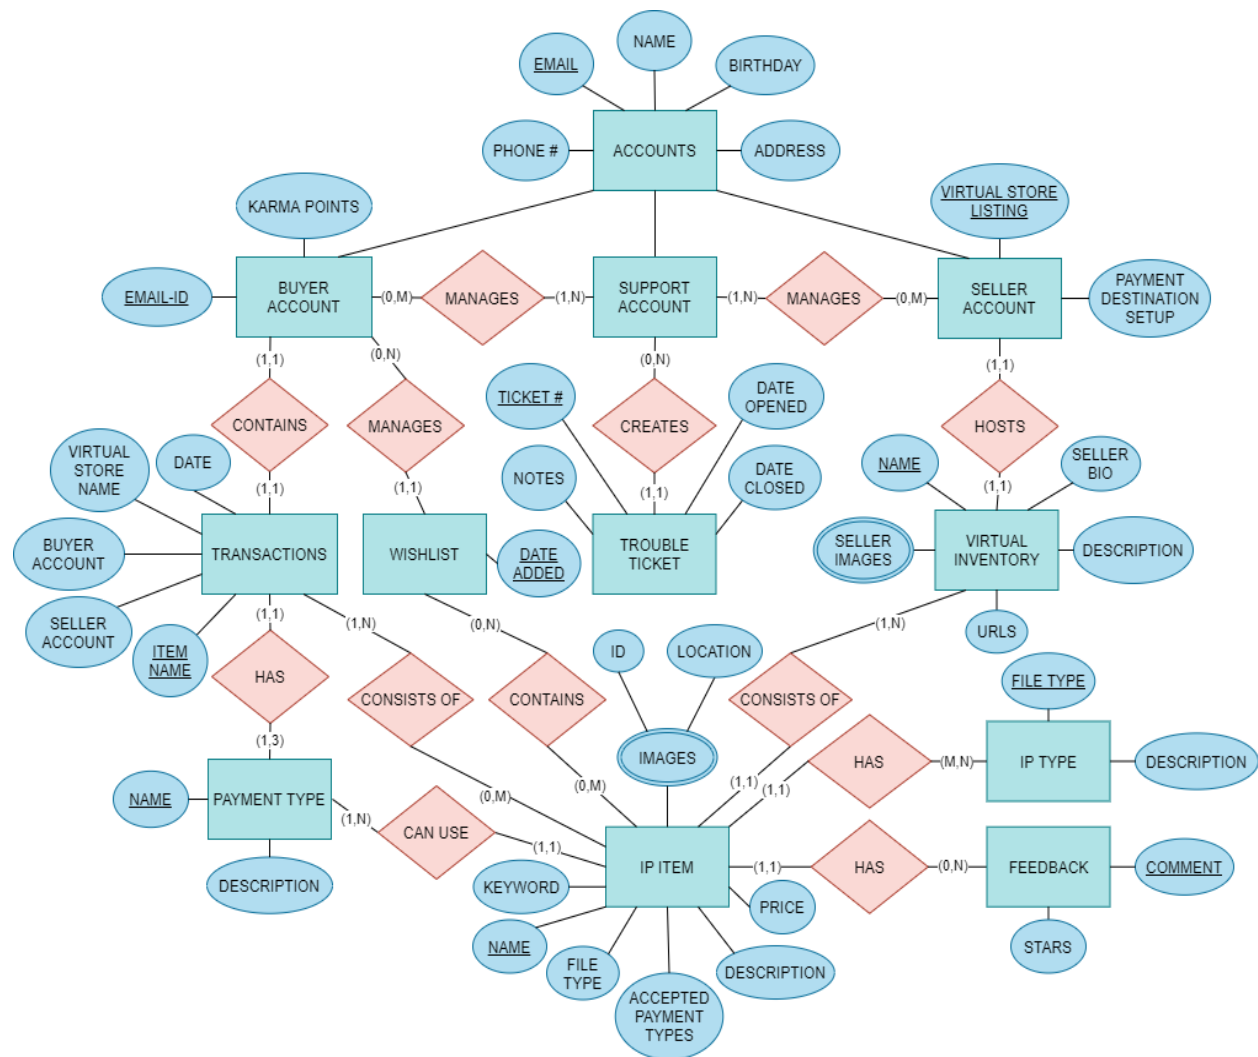 NAME
EMAIL
BIRTHDAY
PHONE #
ACCOUNTS
ADDRESS
KARMA POINTS
VIRTUAL STORE
LISTING
EMAIL-ID
BUYER
ACCOUNT
(0,M)
MANAGES
(1,N)
SUPPORT
ACCOUNT
(1,N)
MANAGES
(0,M)
SELLER
ACCOUNT
PAYMENT
DESTINATION
SETUP
(1,1)
(0,N)
(0,N)
(1,1)
CONTAINS
MANAGES
TICKET #
CREATES
DATE
OPENED
HOSTS
VIRTUAL
STORE
NAME
DATE
NOTES
DATE
CLOSED
NAME
SELLER
BIO
(1,1)
(1,1)
(1,1)
(1,1)
BUYER
ACCOUNT
TRANSACTIONS
WISHLIST
DATE
ADDED
TROUBLE
TICKET
SELLER
IMAGES
VIRTUAL
INVENTORY
DESCRIPTION
SELLER
ACCOUNT
ITEM
NAME
(1,1)
(1,N)
(0,N)
(1,N)
URLS
ID
LOCATION
HAS
CONSISTS OF
CONTAINS
CONSISTS OF
FILE TYPE
(1,3)
IMAGES
HAS
(M,N)
IP TYPE
DESCRIPTION
NAME
PAYMENT TYPE
(0,M)
(0,M)
(1,1)
(1,1)
(1,N)
CAN USE
(1,1)
IP ITEM
(1,1)
HAS
(0,N)
FEEDBACK
COMMENT
DESCRIPTION
KEYWORD
PRICE
NAME
FILE
TYPE
ACCEPTED
PAYMENT
TYPES
DESCRIPTION
STARS